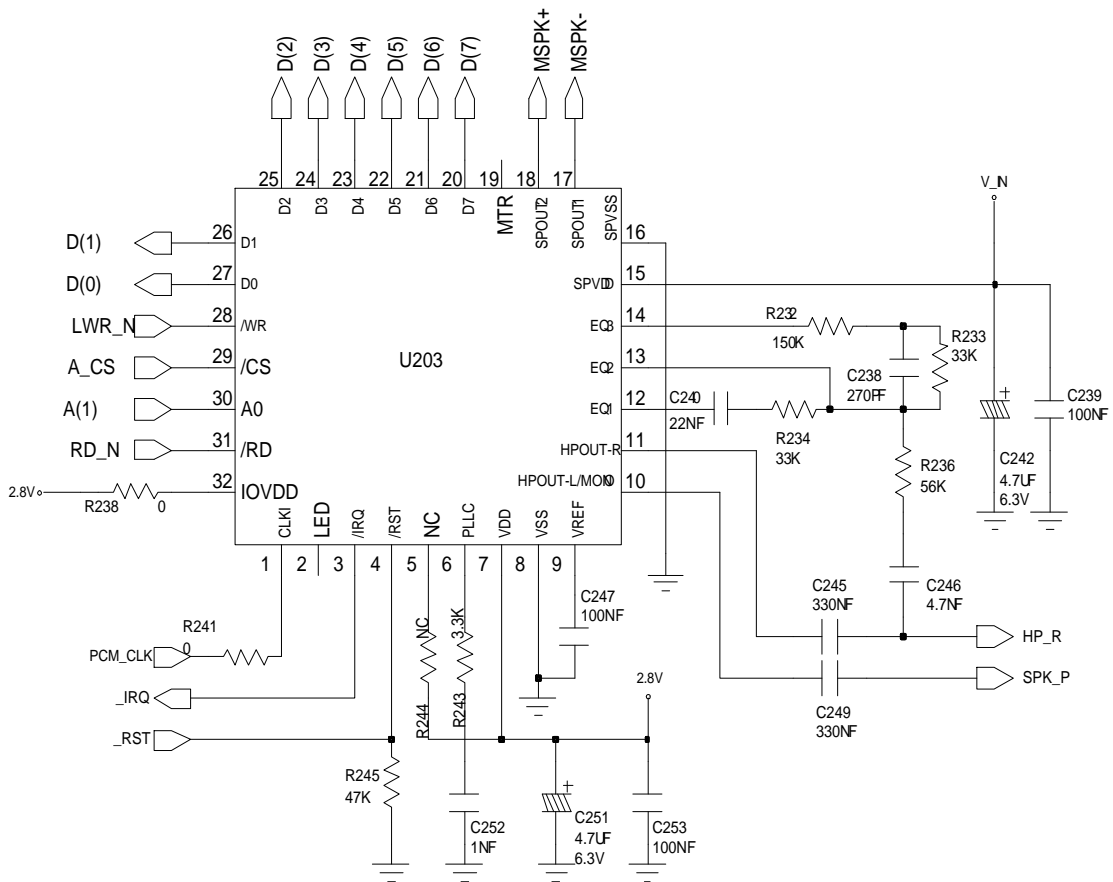 D(2) D(3) D(4) D(5) D(6) D(7) MSPK+ MSPK-
25 24 23 22 21 20 19 18 17
D2 D3 D4 D5 D6 D7 MTR SPOUT2 SPOUT1 SPVSS 16
V_IN
D(1) 26 D1
D(0) 27 D0 SPVDD 15
LWR_N 28 /WR EQ3 14 R232 150K
A_CS 29 /CS U203 EQ2 13
R233
33K
C238
270PF
A(1) 30 A0 EQ1 12 C240 22NF
R234
33K
C239
100NF
RD_N 31 /RD HPOUT-R 11
R236
56K
C242
4.7UF
6.3V
2.8V R238 0 32 IOVDD HPOUT-L/MONO 10
CLKI LED /IRQ /RST NC PLLC VDD VSS VREF
1 2 3 4 5 6 7 8 9
C247
100NF
C245
330NF
C246
4.7NF
R241
0
PCM_CLK
NC
3.3K
HP_R
_IRQ
R244
R243
2.8V
SPK_P
C249
330NF
_RST
R245
47K
C252
1NF
C251
4.7UF
6.3V
C253
100NF